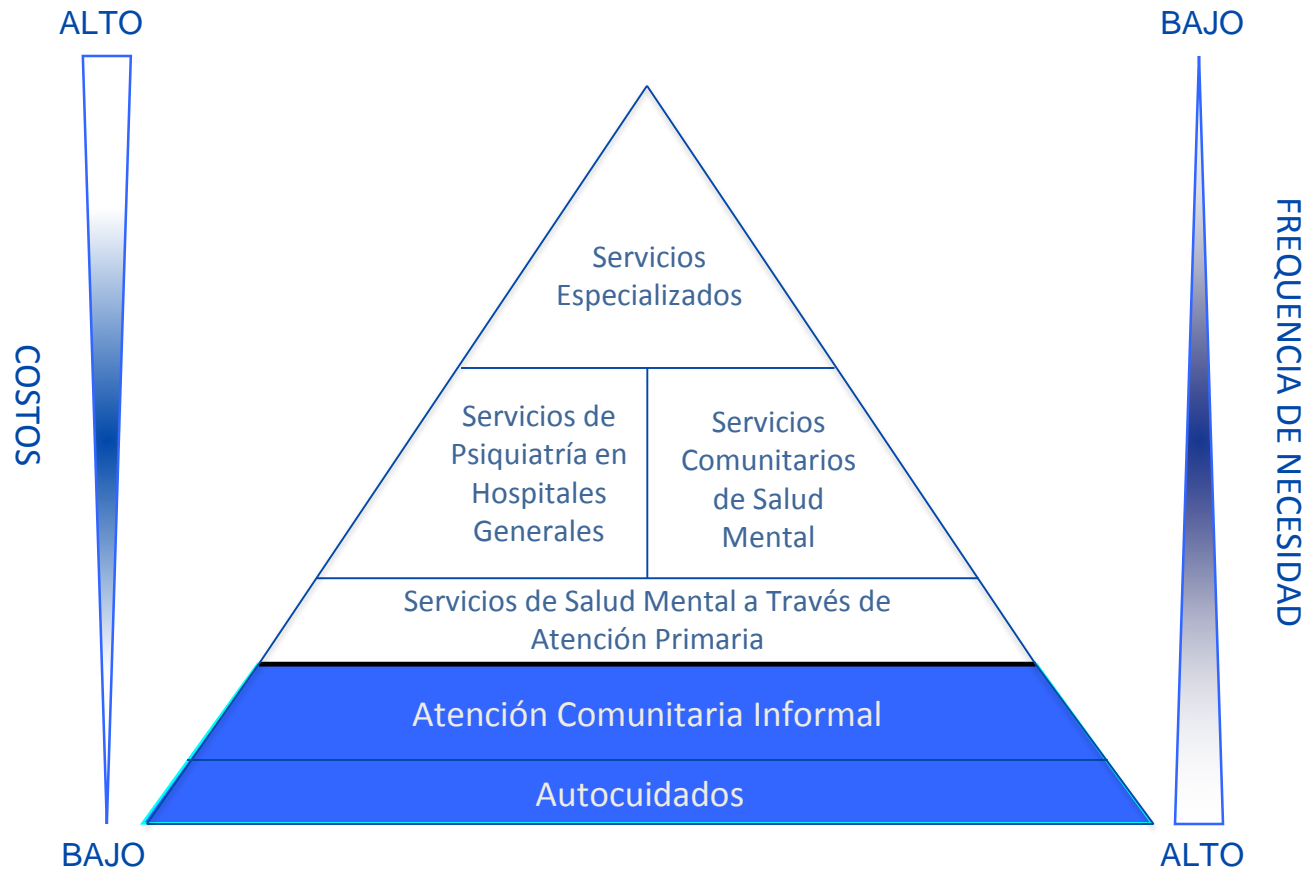 ALTO
BAJO
COSTOS
FREQUENCIA DE NECESIDAD
Servicios
Especializados
Servicios de
Psiquiatría en
Hospitales
Generales
Servicios
Comunitarios
de Salud
Mental
Servicios de Salud Mental a Través de
Atención Primaria
Atención Comunitaria Informal
Autocuidados
BAJO
ALTO